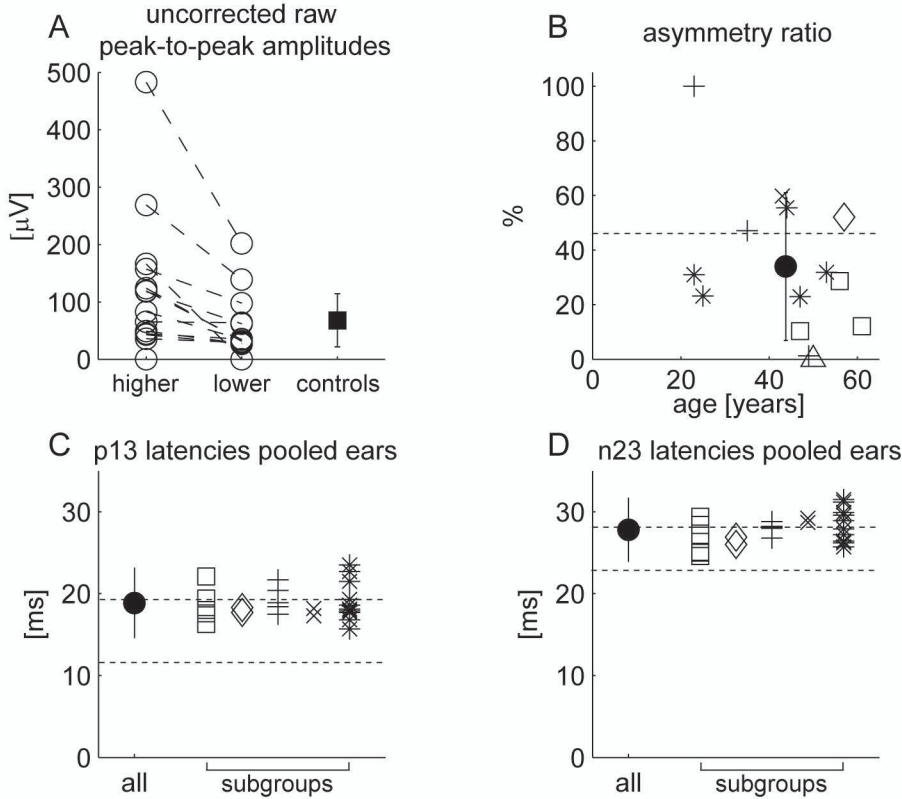 A
uncorrected raw
peak-to-peak amplitudes
500
400
300
200
100
0
[μV]
higher
lower
controls
B
asymmetry ratio
100
80
60
40
20
0
%
0
20
40
60
age [years]
C
p13 latencies pooled ears
30
20
10
0
[ms]
all
subgroups
D
n23 latencies pooled ears
30
20
10
0
[ms]
all
subgroups